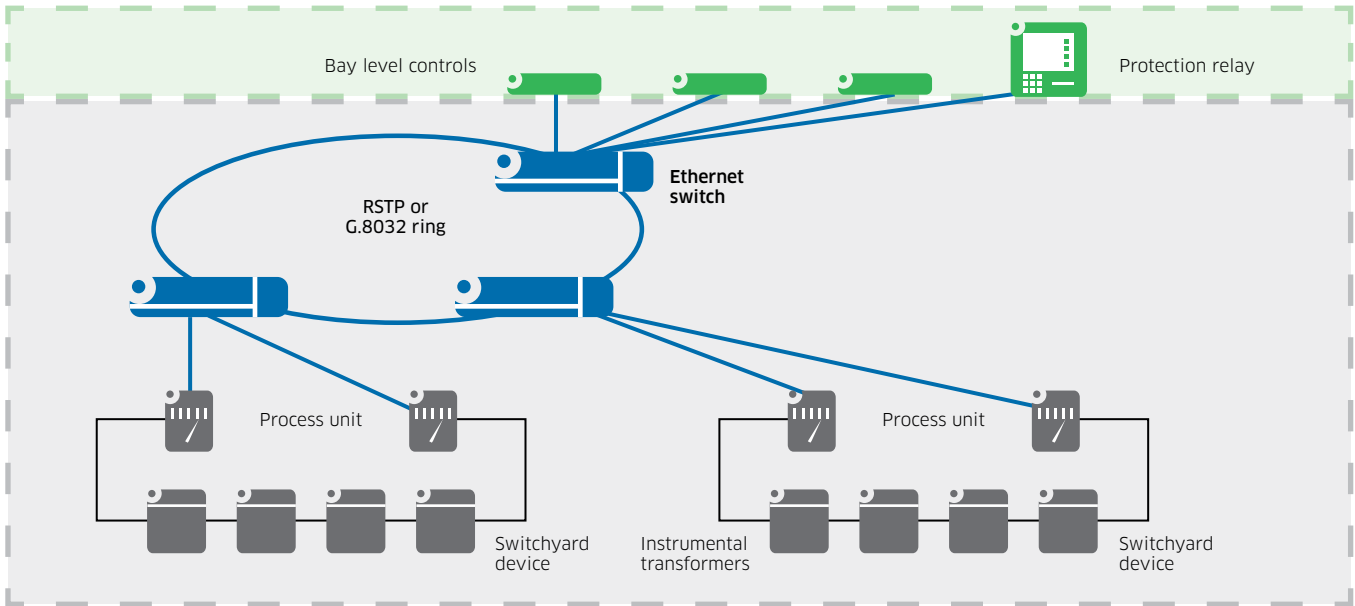 Bay level controls
Protection relay
Ethernet
switch
RSTP or
G.8032 ring
Process unit
Process unit
Switchyard
device
Instrumental
transformers
Switchyard
device